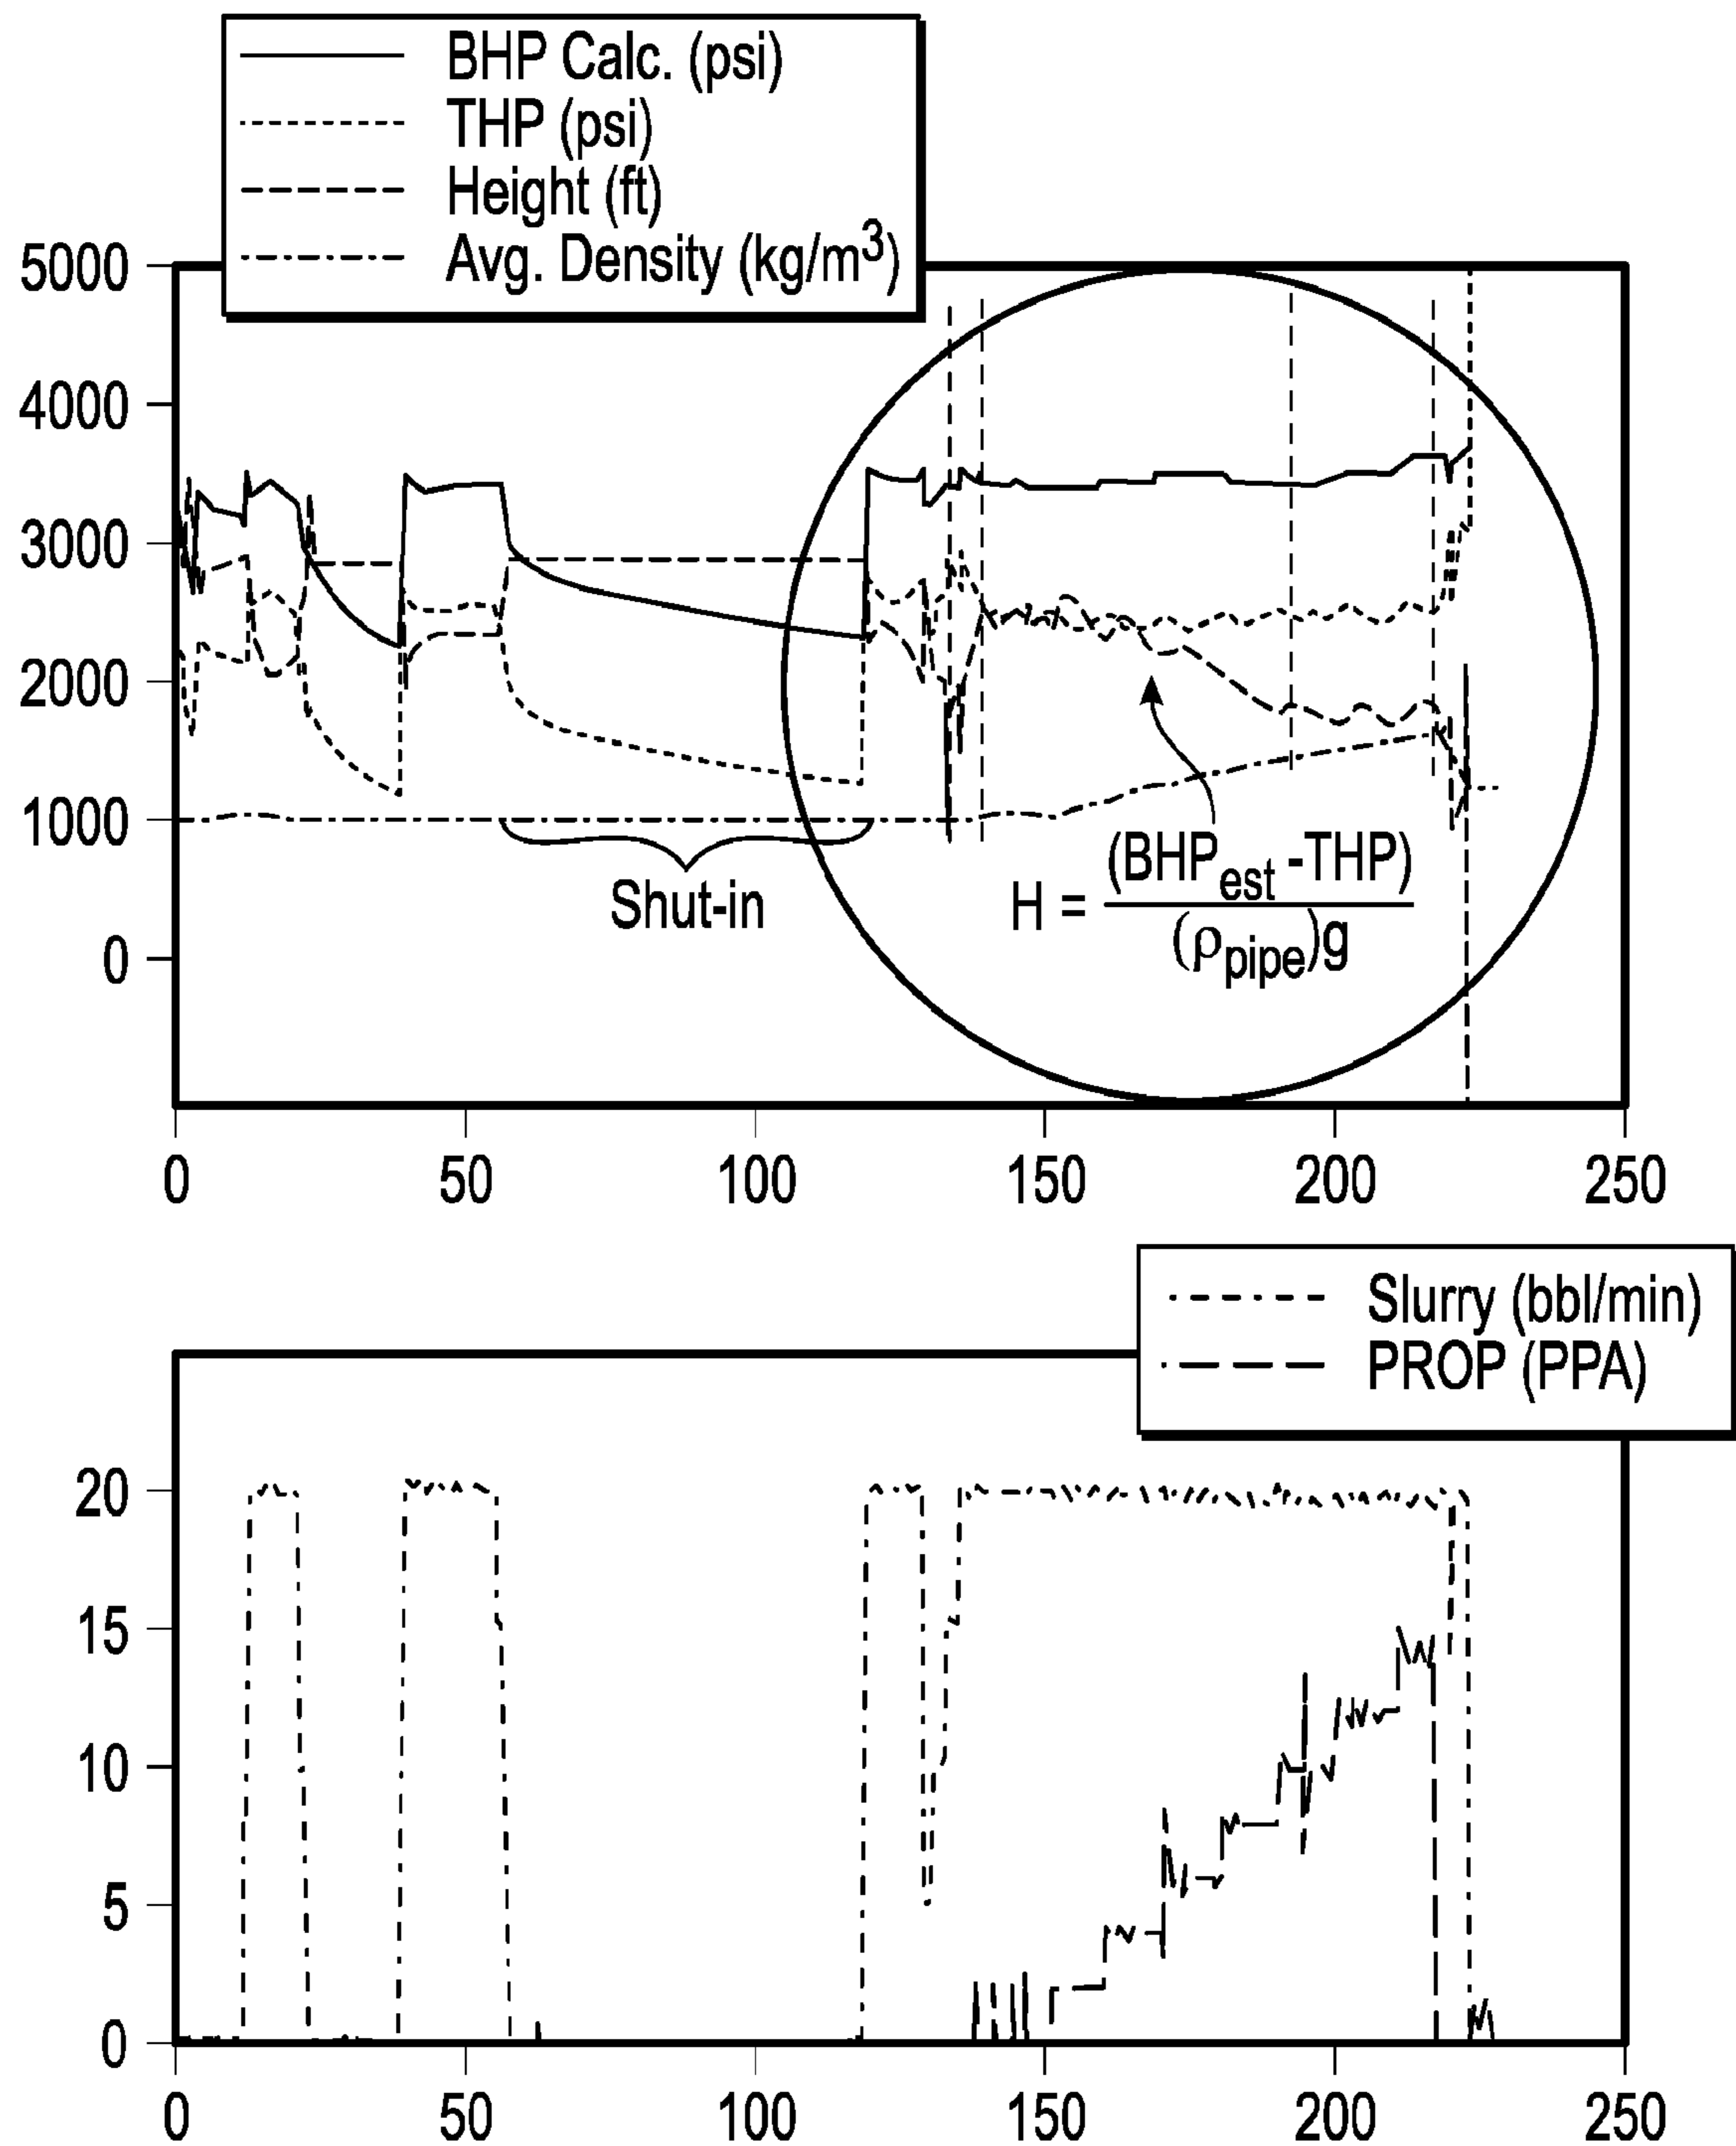 BHP Calc. (psi)
THP (psi)
Height (ft)
Avg. Density (kg/m³)
5000
4000
3000
2000
1000
0
Shut-in
H = (BHPest -THP)
(ρpipe)g
0 50 100 150 200 250
Slurry (bbl/min)
PROP (PPA)
20
15
10
5
0
0 50 100 150 200 250